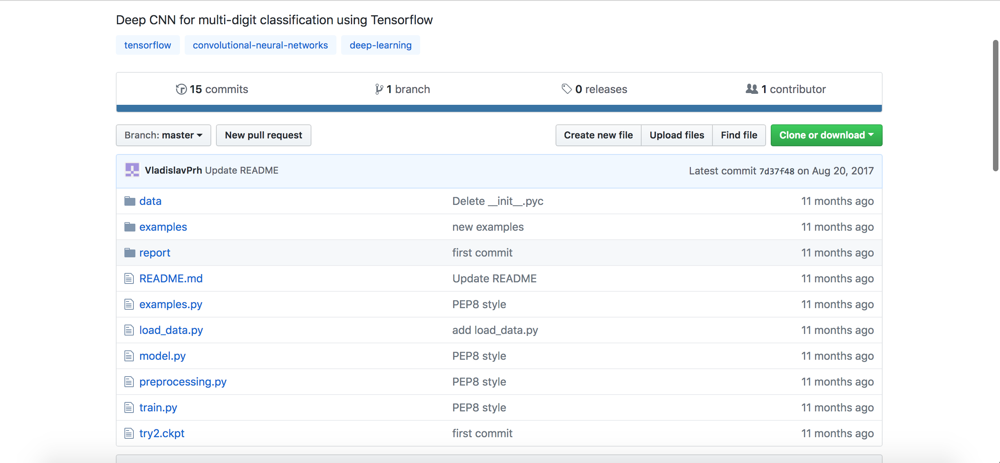 Deep CNN for multi-digit classification using Tensorflow
tensorflow convolutional-neural-networks deep-learning
15 commits 1 branch 0 releases 1 contributor
Branch: master New pull request Create new file Upload files Find file Clone or download
VladislavPrh Update README Latest commit 7d37f48 on Aug 20, 2017
data Delete __init__.pyc 11 months ago
examples new examples 11 months ago
report first commit 11 months ago
README.md Update README 11 months ago
examples.py PEP8 style 11 months ago
load_data.py add load_data.py 11 months ago
model.py PEP8 style 11 months ago
preprocessing.py PEP8 style 11 months ago
train.py PEP8 style 11 months ago
try2.ckpt first commit 11 months ago